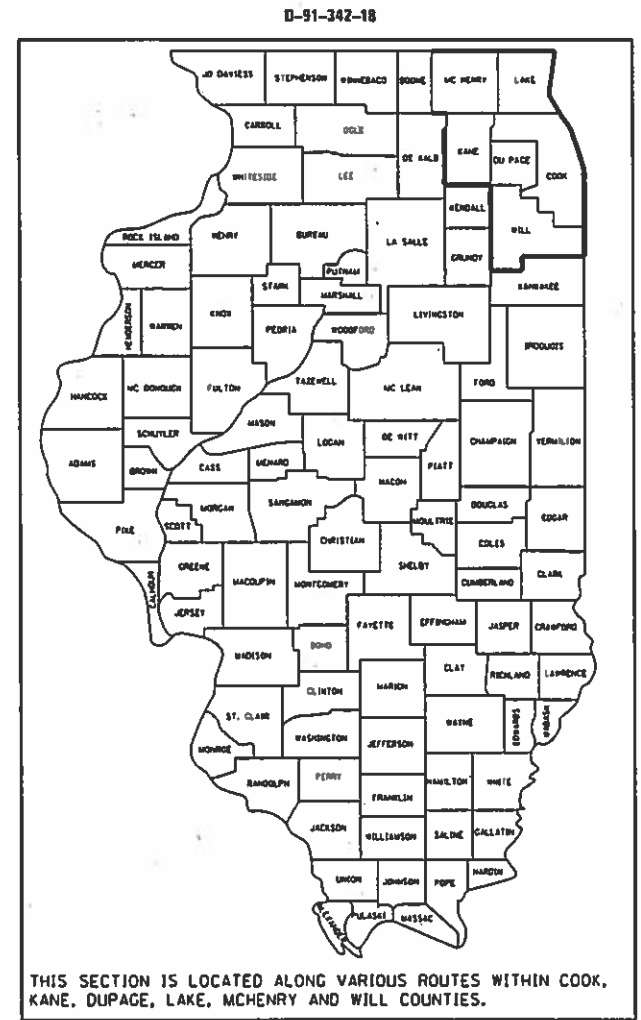 D-91-342-18
JO DAVIESS
STEPHENSON
WINNEBAGO
BOONE
MC HENRY
LAKE
CARROLL
OGLE
DE KALB
KANE
DU PAGE
COOK
WHITESIDE
LEE
KENDALL
WILL
ROCK ISLAND
HENRY
BUREAU
LA SALLE
GRUNDY
MERCER
PUTNAM
KANKAKEE
STARK
MARSHALL
HENDERSON
WARREN
KNOX
PEORIA
WOODFORD
LIVINGSTON
IROQUOIS
HANCOCK
MC DONOUGH
FULTON
TAZEWELL
MC LEAN
FORD
MASON
SCHUYLER
LOGAN
DE WITT
CHAMPAIGN
VERMILION
ADAMS
BROWN
CASS
MENARD
PIATT
MACON
MORGAN
SANGAMON
DOUGLAS
PIKE
SCOTT
MOULTRIE
EDGAR
CHRISTIAN
COLES
GREENE
SHELBY
MACOUPIN
MONTGOMERY
CUMBERLAND
CLARK
CALHOUN
JERSEY
FAYETTE
EFFINGHAM
JASPER
CRAWFORD
MADISON
BOND
CLAY
RICHLAND
LAWRENCE
CLINTON
MARION
ST. CLAIR
WAYNE
EDWARDS
WABASH
WASHINGTON
JEFFERSON
MONROE
RANDOLPH
PERRY
HAMILTON
WHITE
FRANKLIN
JACKSON
WILLIAMSON
SALINE
GALLATIN
UNION
JOHNSON
POPE
HARDIN
ALEXANDER
PULASKI
MASSAC
THIS SECTION IS LOCATED ALONG VARIOUS ROUTES WITHIN COOK,
KANE, DUPAGE, LAKE, MCHENRY AND WILL COUNTIES.